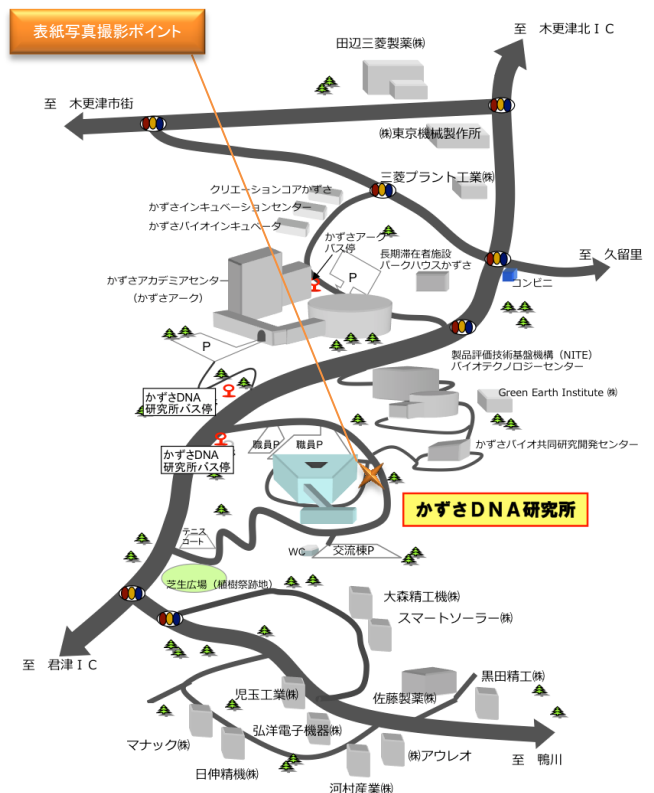 表紙写真撮影ポイント
至 木更津北ＩＣ
田辺三菱製薬㈱
至 木更津市街
㈱東京機械製作所
三菱プラント工業㈱
クリエーションコアかずさ
かずさインキュベーションセンター
かずさバイオインキュベータ
かずさアーク
バス停
長期滞在者施設
パークハウスかずさ
至 久留里
コンビニ
P
かずさアカデミアセンター
（かずさアーク）
P
製品評価技術基盤機構（NITE）
バイオテクノロジーセンター
Green Earth Institute ㈱
かずさDNA
研究所バス停
かずさDNA
研究所バス停
職員P
職員P
かずさバイオ共同研究開発センター
かずさＤＮＡ研究所
テニス
コート
WC
交流棟P
芝生広場（植樹祭跡地）
大森精工機㈱
スマートソーラー㈱
至 君津ＩＣ
児玉工業㈱
佐藤製薬㈱
黒田精工㈱
弘洋電子機器㈱
マナック㈱
日伸精機㈱
㈱アウレオ
河村産業㈱
至 鴨川